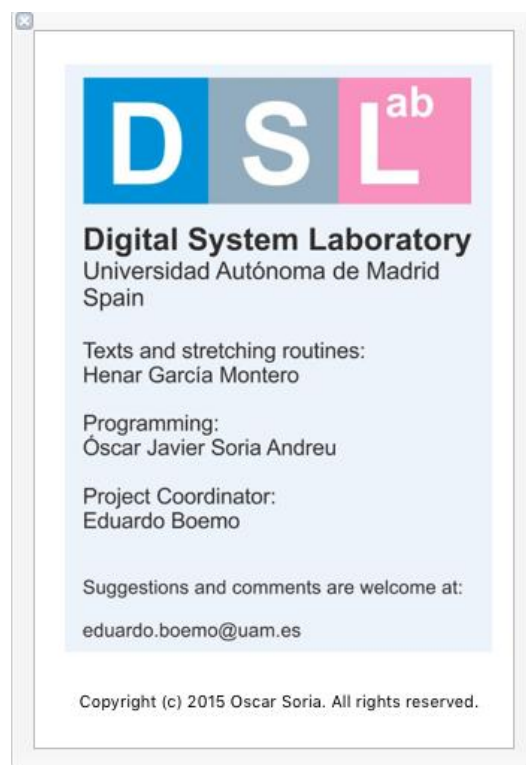 DSLab
Digital System Laboratory
Universidad Autónoma de Madrid
Spain
Texts and stretching routines:
Henar García Montero
Programming:
Óscar Javier Soria Andreu
Project Coordinator:
Eduardo Boemo
Suggestions and comments are welcome at:
eduardo.boemo@uam.es
Copyright (c) 2015 Oscar Soria. All rights reserved.